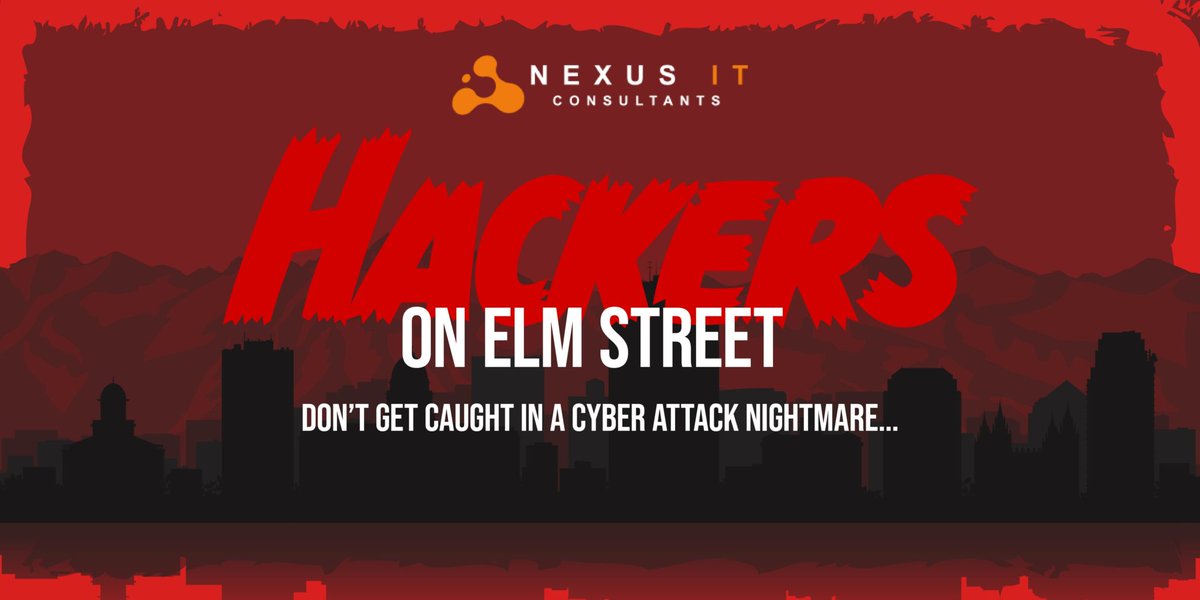 NEXUS IT
CONSULTANTS
HACKERS
ON ELM STREET
DON'T GET CAUGHT IN A CYBER ATTACK NIGHTMARE...